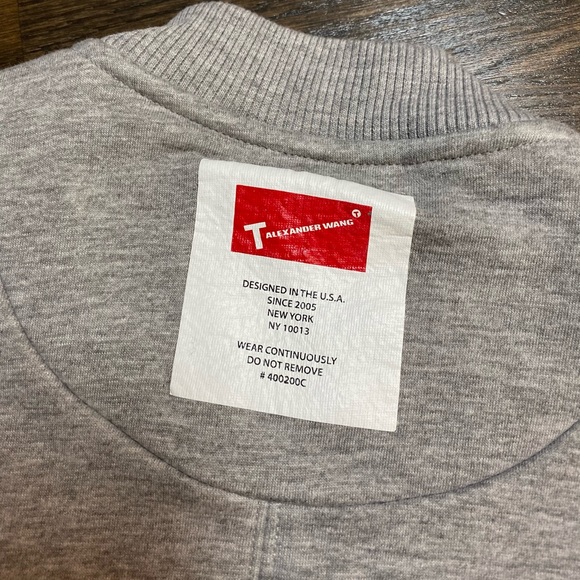 T ALEXANDER WANG T
DESIGNED IN THE U.S.A.
SINCE 2005
NEW YORK
NY 10013
WEAR CONTINUOUSLY
DO NOT REMOVE
# 400200C